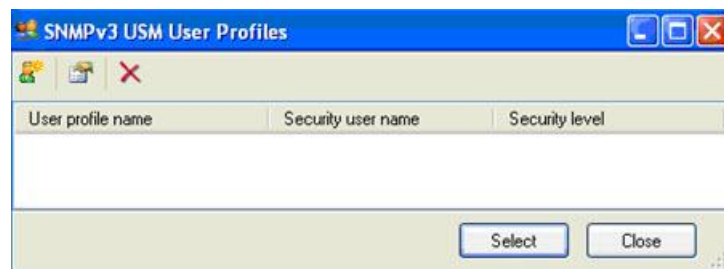 SNMPv3 USM User Profiles
User profile name Security user name Security level
Select Close